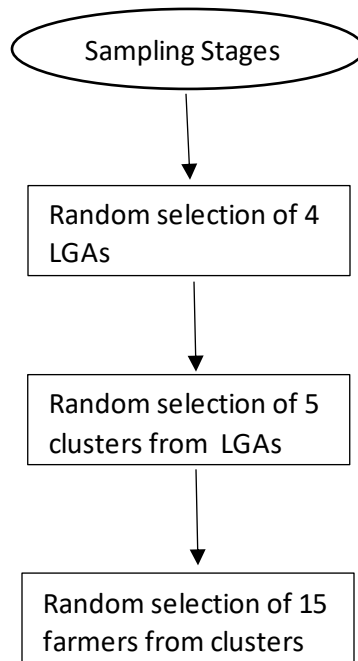 Sampling Stages
Random selection of 4
LGAs
Random selection of 5
clusters from LGAs
Random selection of 15
farmers from clusters